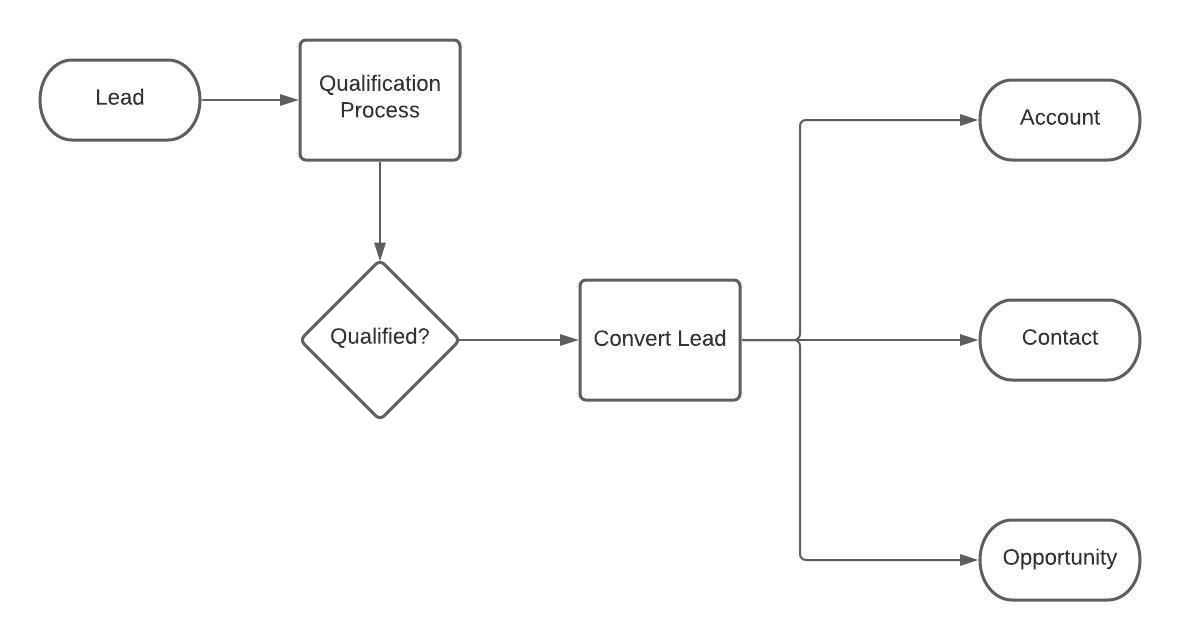 Lead
Qualification
Process
Qualified?
Convert Lead
Account
Contact
Opportunity